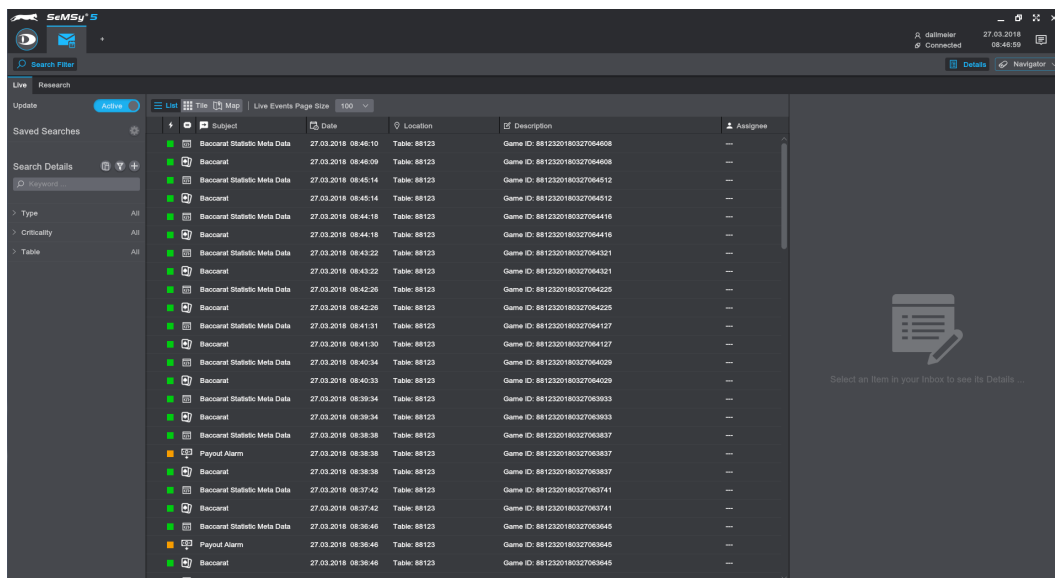 SeMSy®5
dallmeier 27.03.2018
Connected 08:46:59
+
Search Filter Details Navigator
Live Research
Update Active List Tile Map Live Events Page Size 100
Subject Date Location Description Assignee
Saved Searches
Baccarat Statistic Meta Data 27.03.2018 08:46:10 Table: 88123 Game ID: 8812320180327064608 ---
Baccarat 27.03.2018 08:46:09 Table: 88123 Game ID: 8812320180327064608 ---
Search Details
Baccarat Statistic Meta Data 27.03.2018 08:45:14 Table: 88123 Game ID: 8812320180327064512 ---
Keyword ...
Baccarat 27.03.2018 08:45:14 Table: 88123 Game ID: 8812320180327064512 ---
Type All
Baccarat Statistic Meta Data 27.03.2018 08:44:18 Table: 88123 Game ID: 8812320180327064416 ---
Criticality All
Baccarat 27.03.2018 08:44:18 Table: 88123 Game ID: 8812320180327064416 ---
Table All
Baccarat Statistic Meta Data 27.03.2018 08:43:22 Table: 88123 Game ID: 8812320180327064321 ---
Baccarat 27.03.2018 08:43:22 Table: 88123 Game ID: 8812320180327064321 ---
Baccarat Statistic Meta Data 27.03.2018 08:42:26 Table: 88123 Game ID: 8812320180327064225 ---
Baccarat 27.03.2018 08:42:26 Table: 88123 Game ID: 8812320180327064225 ---
Baccarat Statistic Meta Data 27.03.2018 08:41:31 Table: 88123 Game ID: 8812320180327064127 ---
Baccarat 27.03.2018 08:41:30 Table: 88123 Game ID: 8812320180327064127 ---
Baccarat Statistic Meta Data 27.03.2018 08:40:34 Table: 88123 Game ID: 8812320180327064029 ---
Baccarat 27.03.2018 08:40:33 Table: 88123 Game ID: 8812320180327064029 ---
Select an Item in your Inbox to see its Details ...
Baccarat Statistic Meta Data 27.03.2018 08:39:34 Table: 88123 Game ID: 8812320180327063933 ---
Baccarat 27.03.2018 08:39:34 Table: 88123 Game ID: 8812320180327063933 ---
Baccarat Statistic Meta Data 27.03.2018 08:38:38 Table: 88123 Game ID: 8812320180327063837 ---
Payout Alarm 27.03.2018 08:38:38 Table: 88123 Game ID: 8812320180327063837 ---
Baccarat 27.03.2018 08:38:38 Table: 88123 Game ID: 8812320180327063837 ---
Baccarat Statistic Meta Data 27.03.2018 08:37:42 Table: 88123 Game ID: 8812320180327063741 ---
Baccarat 27.03.2018 08:37:42 Table: 88123 Game ID: 8812320180327063741 ---
Baccarat Statistic Meta Data 27.03.2018 08:36:46 Table: 88123 Game ID: 8812320180327063645 ---
Payout Alarm 27.03.2018 08:36:46 Table: 88123 Game ID: 8812320180327063645 ---
Baccarat 27.03.2018 08:36:46 Table: 88123 Game ID: 8812320180327063645 ---